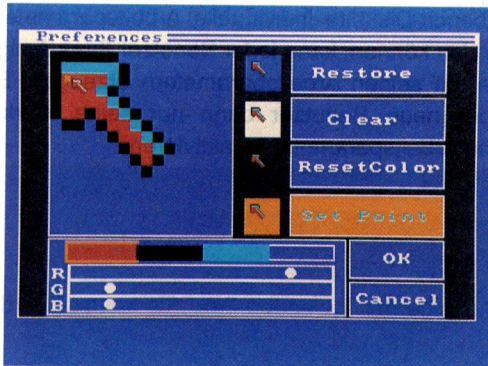 Preferences
Restore
Clear
ResetColor
Set Point
OK
Cancel
R
G
B